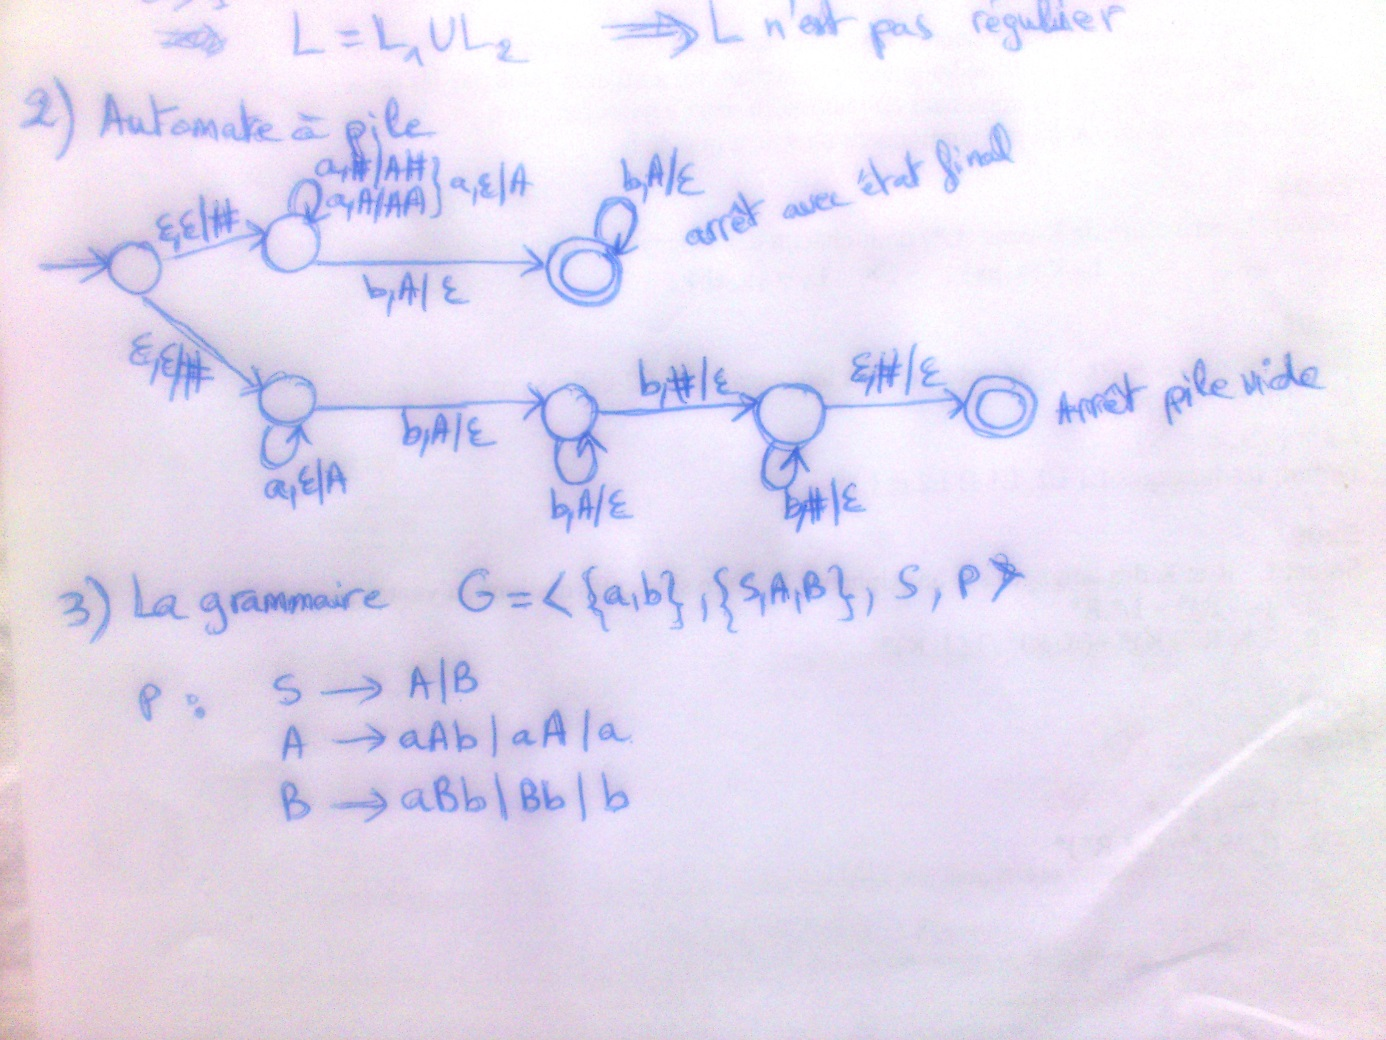 ⇒ L = L₁ ∪ L₂ ⇒ L n'est pas régulier
2) Automate à pile
a,#/A#
a,A/AA } a,ε/A
b,A/ε
arrêt avec état final
ε,ε/#
b,A/ε
ε,ε/#
b,#/ε
ε,#/ε
Arrêt pile vide
b,A/ε
a,ε/A
b,A/ε
b,#/ε
3) La grammaire G = < {a,b}, {S,A,B}, S, P >
P : S → A|B
A → aAb | aA | a
B → aBb | Bb | b